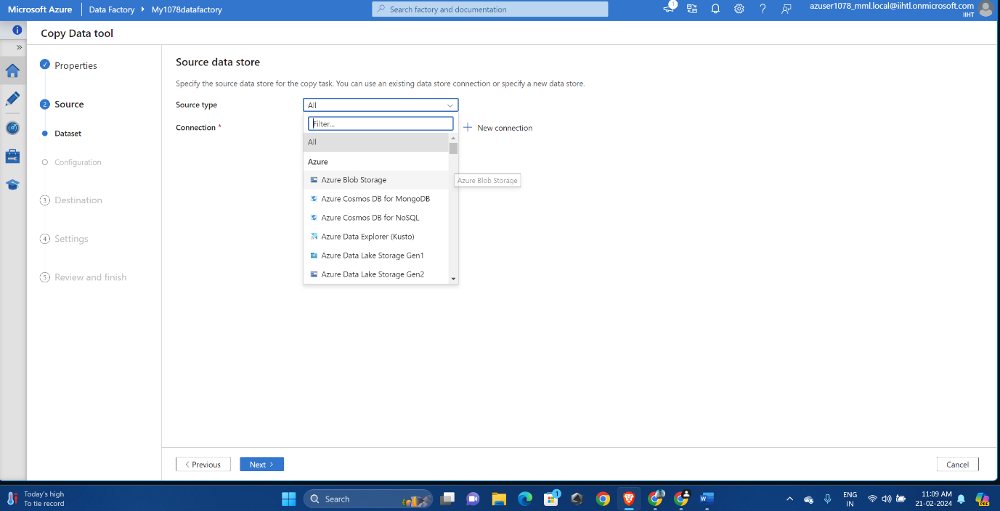 Microsoft Azure
Data Factory
My1078datafactory
Search factory and documentation
1
azuser1078_mml.local@iihtl.onmicrosoft.com
IIHT
Copy Data tool
Properties
2 Source
Dataset
Configuration
3 Destination
4 Settings
5 Review and finish
Source data store
Specify the source data store for the copy task. You can use an existing data store connection or specify a new data store.
Source type
All
Connection *
Filter...
New connection
All
Azure
Azure Blob Storage
Azure Blob Storage
Azure Cosmos DB for MongoDB
Azure Cosmos DB for NoSQL
Azure Data Explorer (Kusto)
Azure Data Lake Storage Gen1
Azure Data Lake Storage Gen2
< Previous
Next >
Cancel
Today's high
To tie record
Search
1
ENG
IN
11:09 AM
21-02-2024
PRE